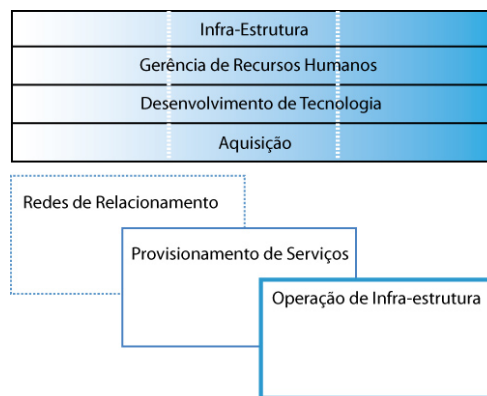 Infra-Estrutura
Gerência de Recursos Humanos
Desenvolvimento de Tecnologia
Aquisição
Redes de Relacionamento
Provisionamento de Serviços
Operação de Infra-estrutura